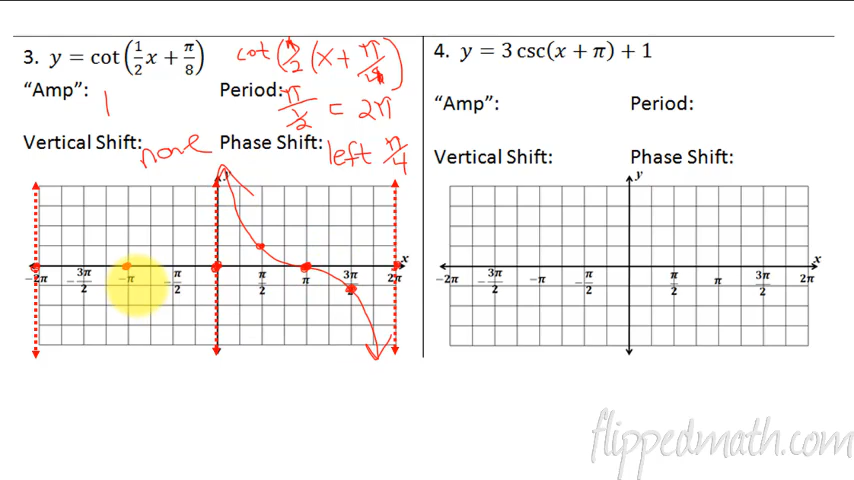 3. y = cot(1/2 x + π/8)
cot(1/2(x + π/4))
"Amp": 1
Period: π/(1/2) = 2π
Vertical Shift: none
Phase Shift: left π/4
y
x
-2π -3π/2 -π -π/2 π/2 π 3π/2 2π
4. y = 3 csc(x + π) + 1
"Amp":
Period:
Vertical Shift:
Phase Shift:
y
x
-2π -3π/2 -π -π/2 π/2 π 3π/2 2π
flippedmath.com